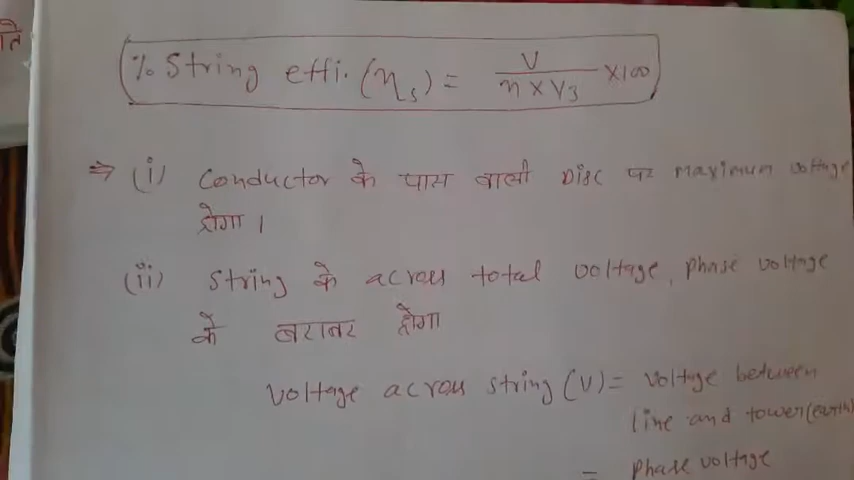 ति
% String effi. (ηs) = V / n × V3 × 100
⇒ (i) Conductor के पास वाली Disc पर maximum voltage
होगा ।
(ii) String के across total voltage, phase voltage
के बराबर होगा
Voltage across string (V) = voltage between
line and tower (earth)
= phase voltage